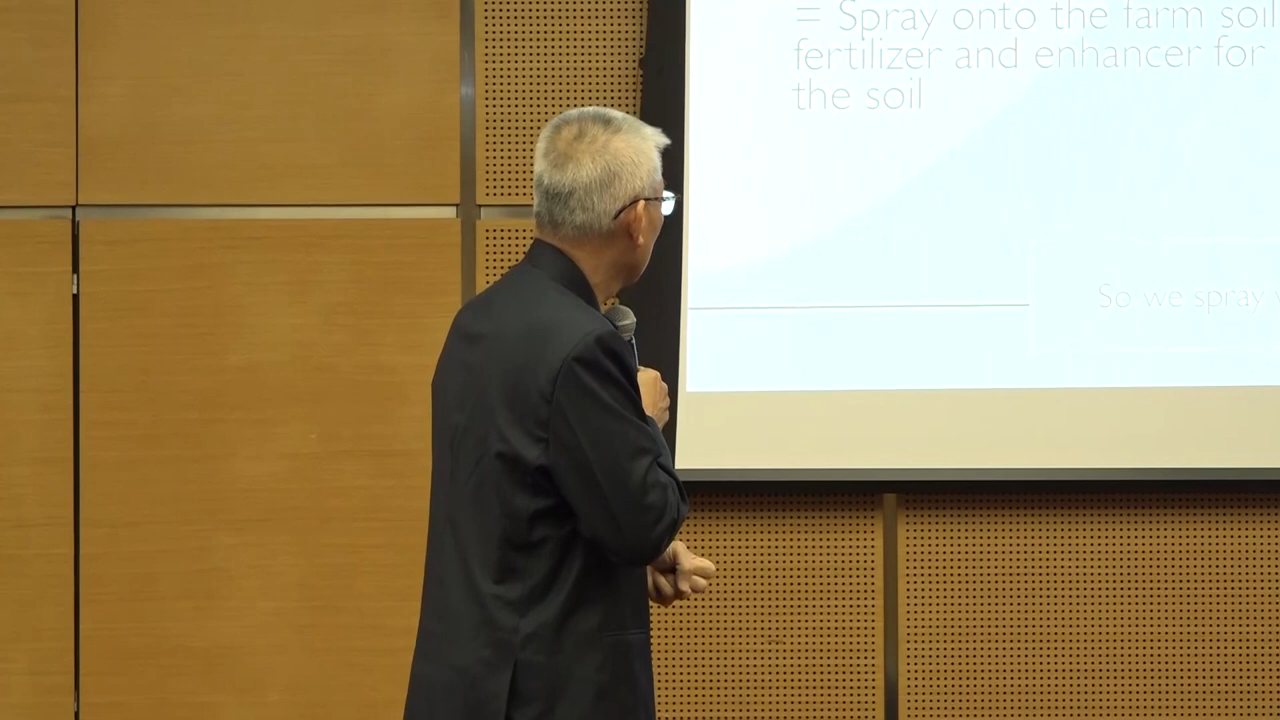 = Spray onto the farm soil
fertilizer and enhancer for
the soil
So we spray